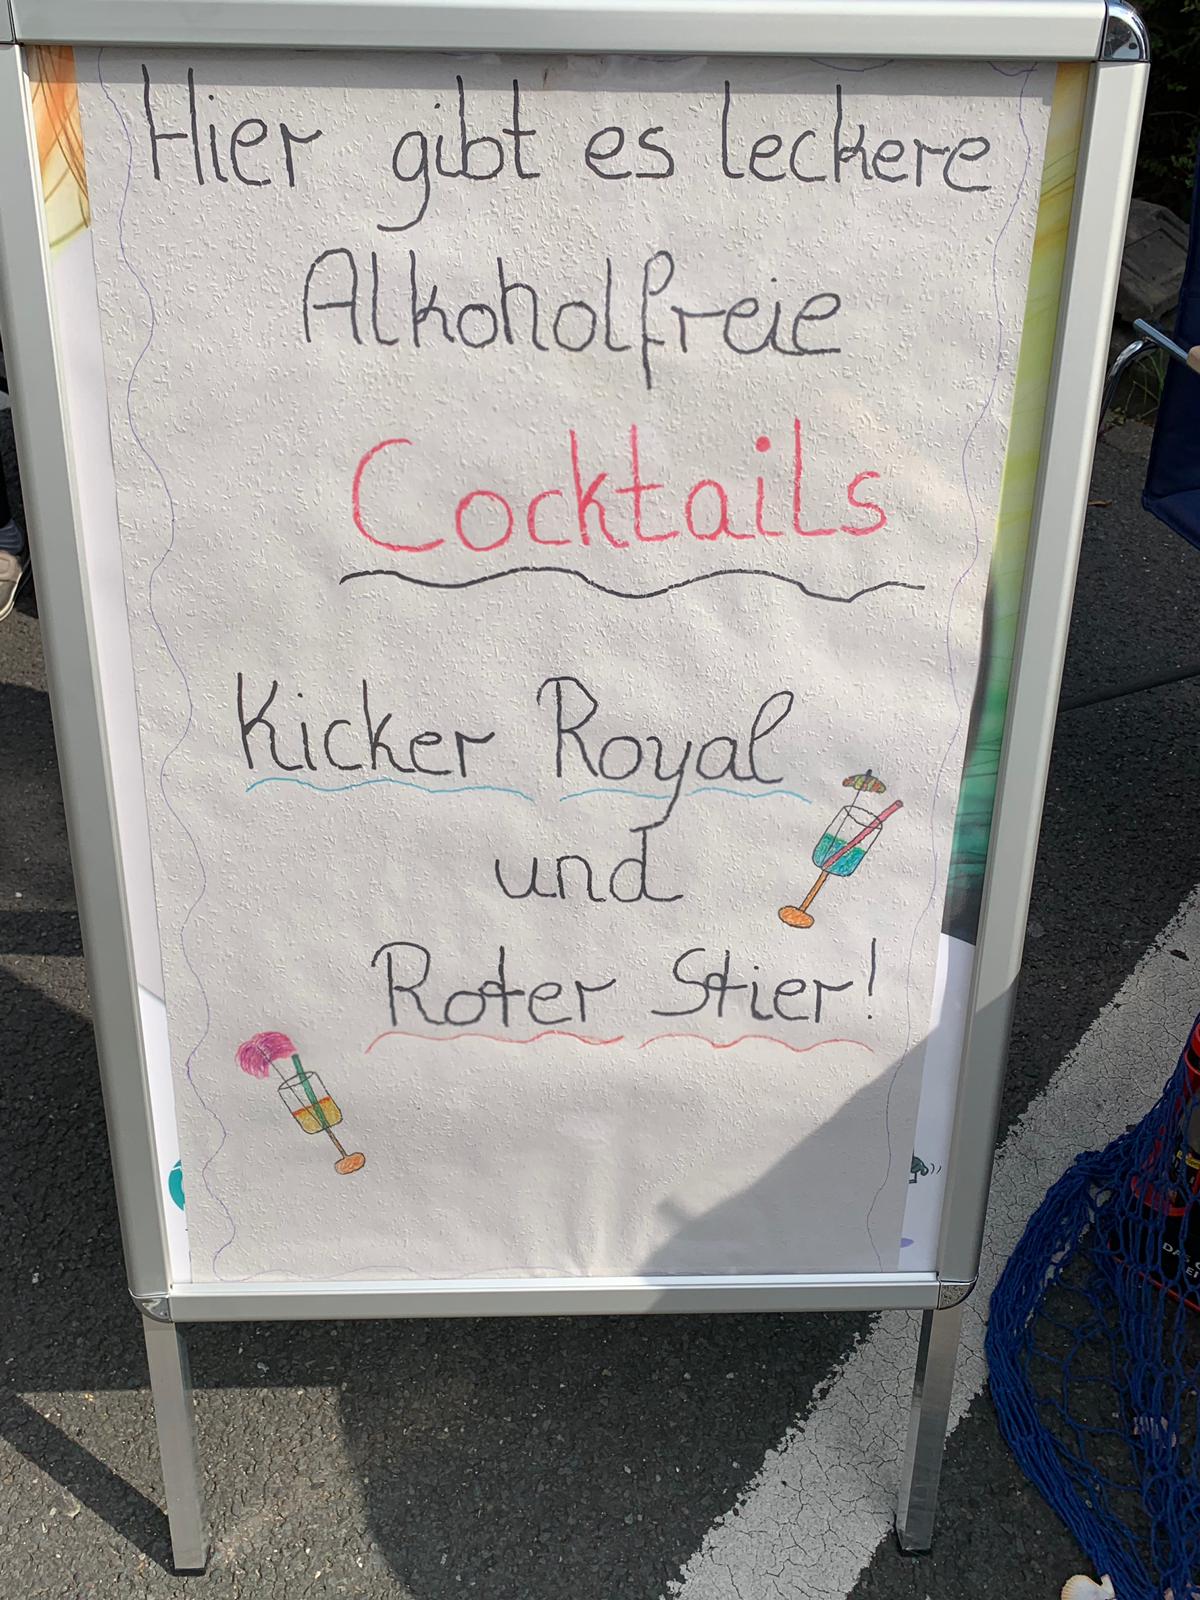 Hier gibt es leckere
Alkoholfreie
Cocktails
Kicker Royal
und
Roter Stier!